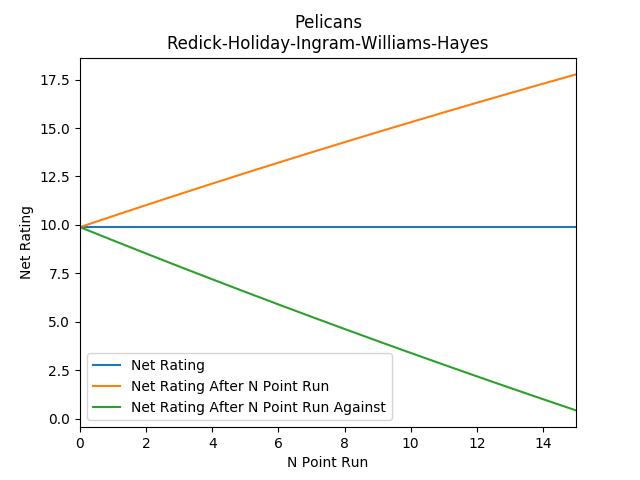 Pelicans
Redick-Holiday-Ingram-Williams-Hayes
17.5
15.0
12.5
10.0
7.5
5.0
2.5
0.0
Net Rating
Net Rating
Net Rating After N Point Run
Net Rating After N Point Run Against
0 2 4 6 8 10 12 14
N Point Run